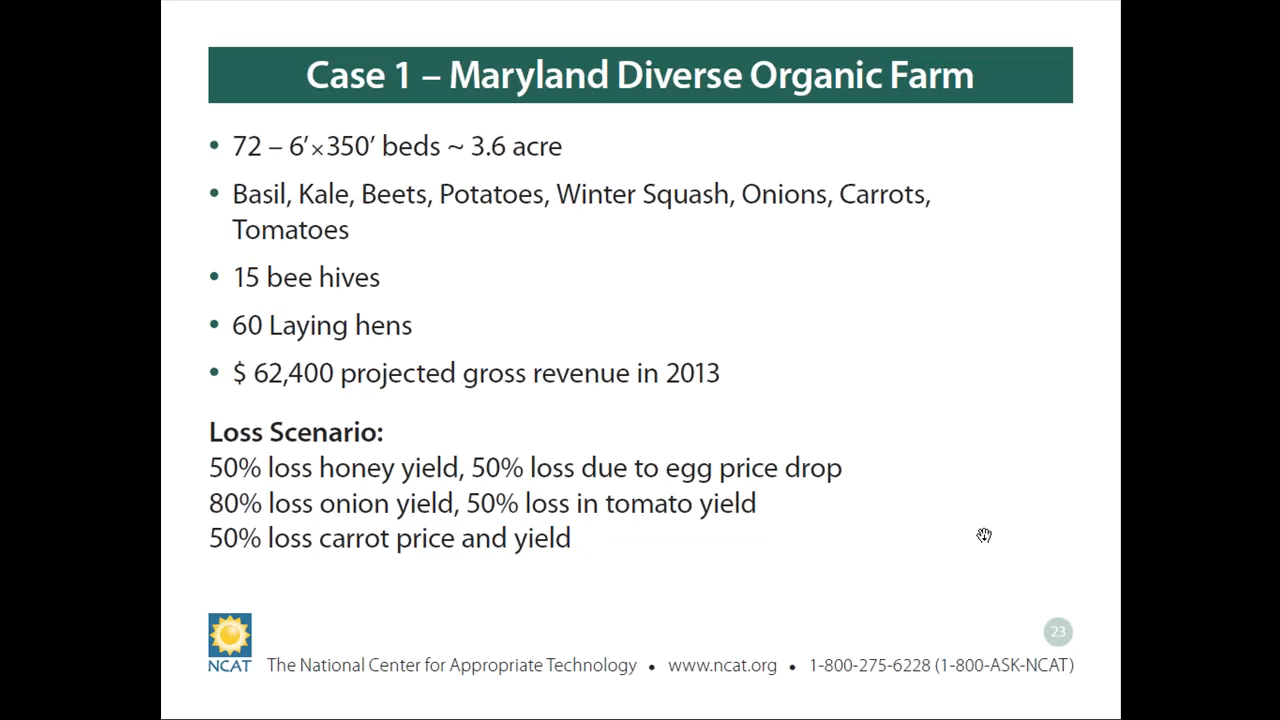 Case 1 – Maryland Diverse Organic Farm
• 72 – 6’×350’ beds ~ 3.6 acre
• Basil, Kale, Beets, Potatoes, Winter Squash, Onions, Carrots,
Tomatoes
• 15 bee hives
• 60 Laying hens
• $ 62,400 projected gross revenue in 2013
Loss Scenario:
50% loss honey yield, 50% loss due to egg price drop
80% loss onion yield, 50% loss in tomato yield
50% loss carrot price and yield
23
NCAT
The National Center for Appropriate Technology • www.ncat.org • 1-800-275-6228 (1-800-ASK-NCAT)